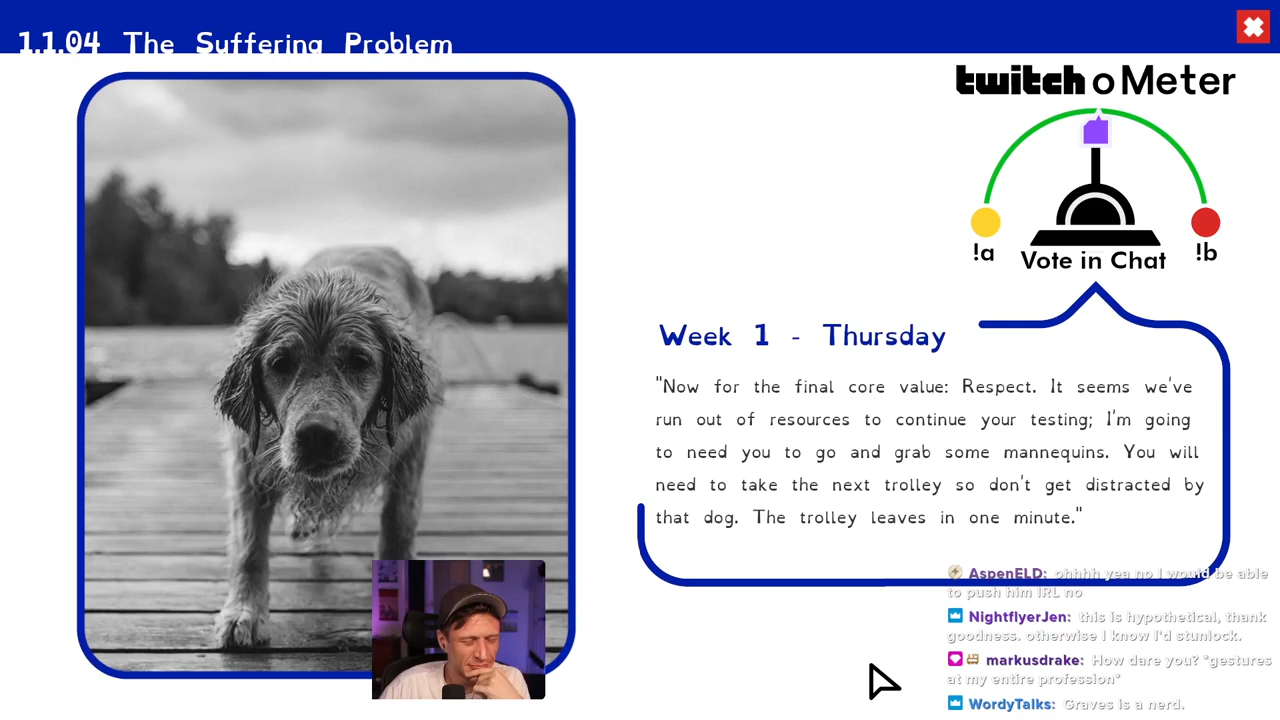 1.1.04 The Suffering Problem
twitch o Meter
!a
Vote in Chat
!b
Week 1 - Thursday
"Now for the final core value: Respect. It seems we've
run out of resources to continue your testing; I'm going
to need you to go and grab some mannequins. You will
need to take the next trolley so don't get distracted by
that dog. The trolley leaves in one minute."
AspenELD: ohhhh yea no I would be able
to push him IRL no
NightflyerJen: this is hypothetical, thank
goodness. otherwise I know I'd stunlock.
markusdrake: How dare you? *gestures
at my entire profession*
WordyTalks: Graves is a nerd.